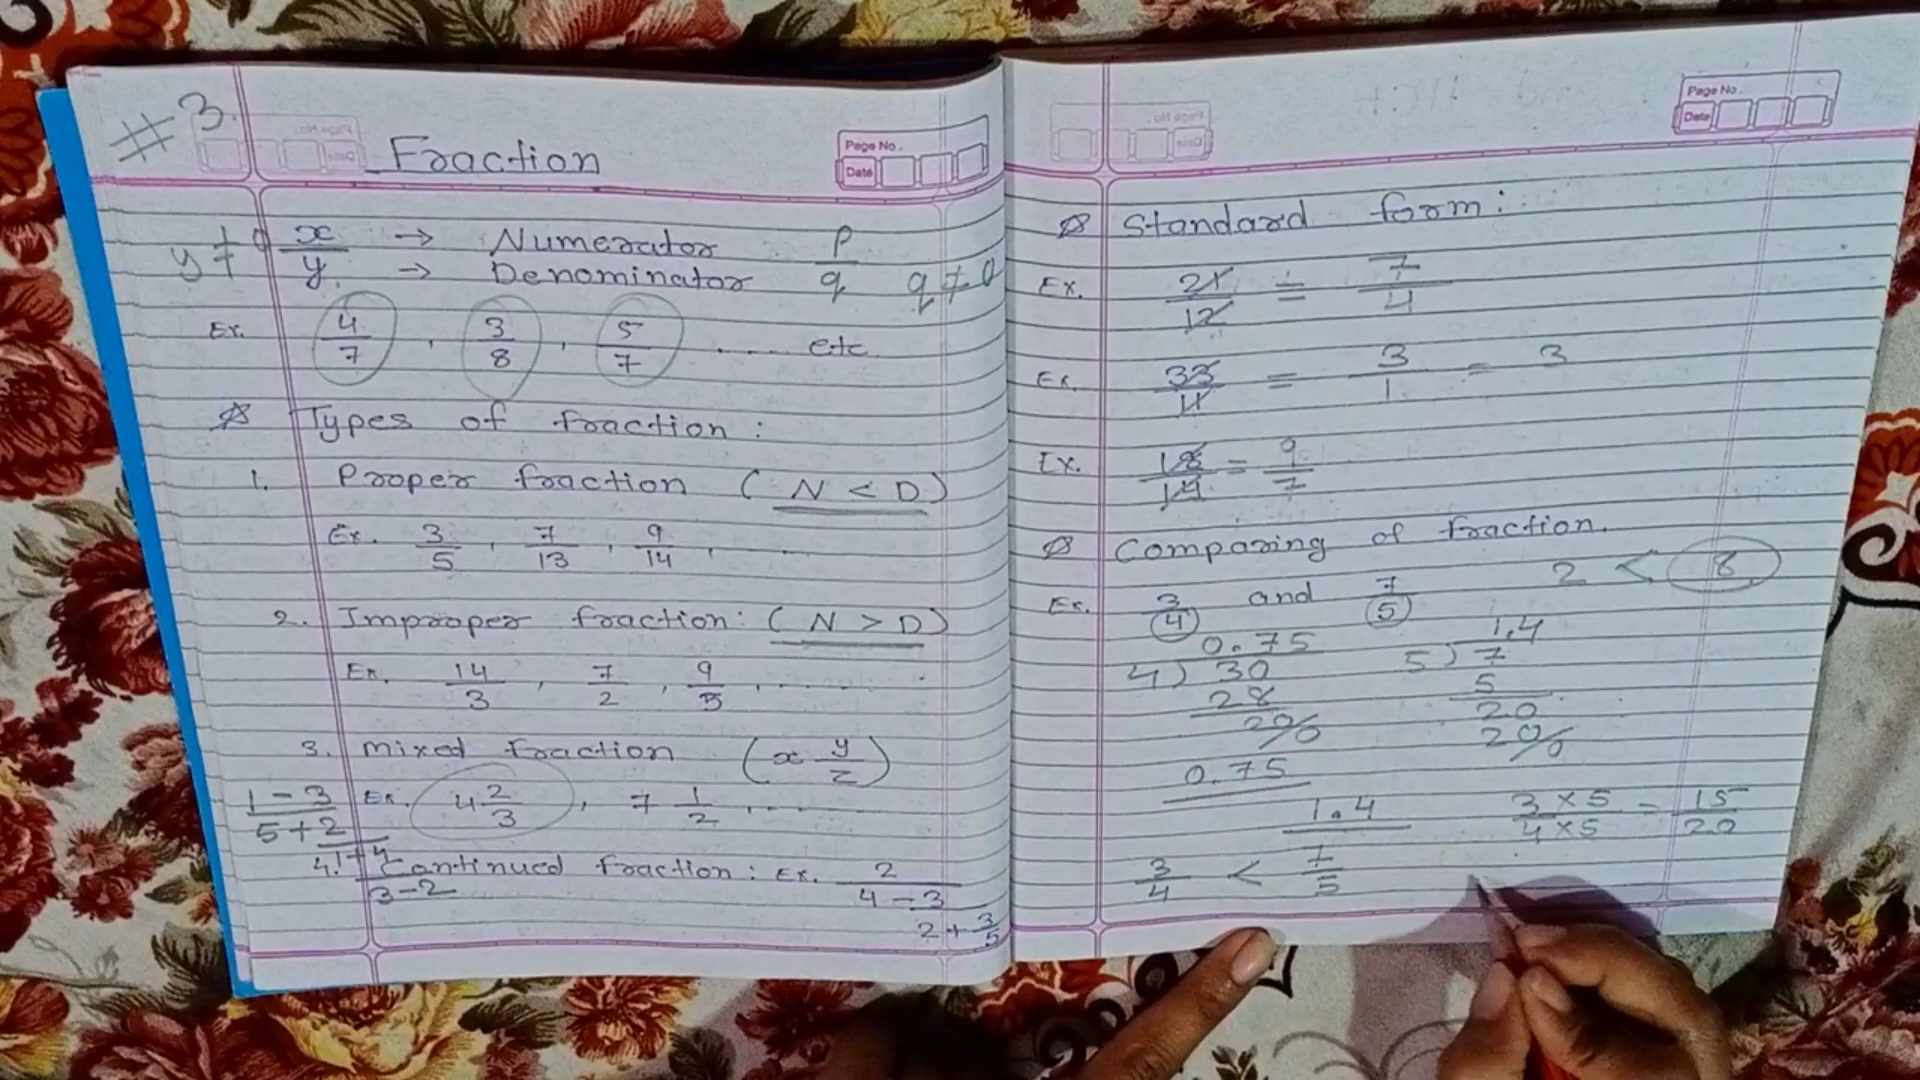 # 3.
Fraction
Page No.
Date
y ≠ 0 x/y → Numerator
→ Denominator p/q q ≠ 0
Ex. 4/7 , 3/8 , 5/7 ...... etc.
Types of fraction :
1. Proper fraction ( N < D )
Ex. 3/5 , 7/13 , 9/14 , ......
2. Improper fraction : ( N > D )
Ex. 14/3 , 7/2 , 9/5 , ......
3. mixed fraction (x y/z)
Ex. 4 2/3 , 7 1/2 , ....
1 - 3
5 + 2
1 + 4
3 - 2
4. Continued fraction : Ex. 2
4 - 3
2 + 3/5
Page No.
Date
Standard form :
Ex. 21/12 = 7/4
Ex. 33/11 = 3/1 = 3
Ex. 18/14 = 9/7
Comparing of fraction.
2 < 8
Ex. 3/4 and 7/5
0.75 1.4
4 ) 30 5 ) 7
28 5
20 20
20
0.75
1.4
3 × 5 / 4 × 5 = 15/20
3/4 < 7/5